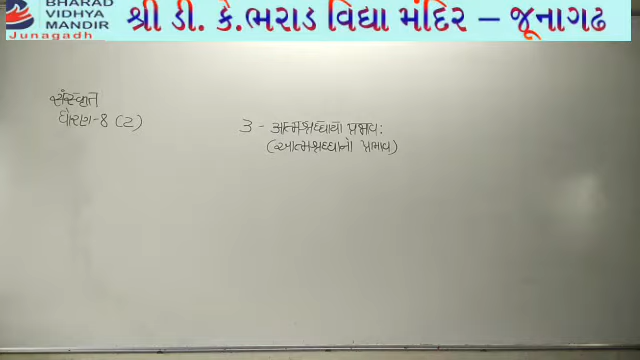 BHARAD
VIDHYA
MANDIR
Junagadh
શ્રી ડી. કે.ભરાડ વિદ્યા મંદિર – જૂનાગઢ
સંસ્કૃત
ધોરણ-8 (2)
3 - आत्मश्रद्धायाः प्रभावः
(આત્મશ્રદ્ધાનો પ્રભાવ)